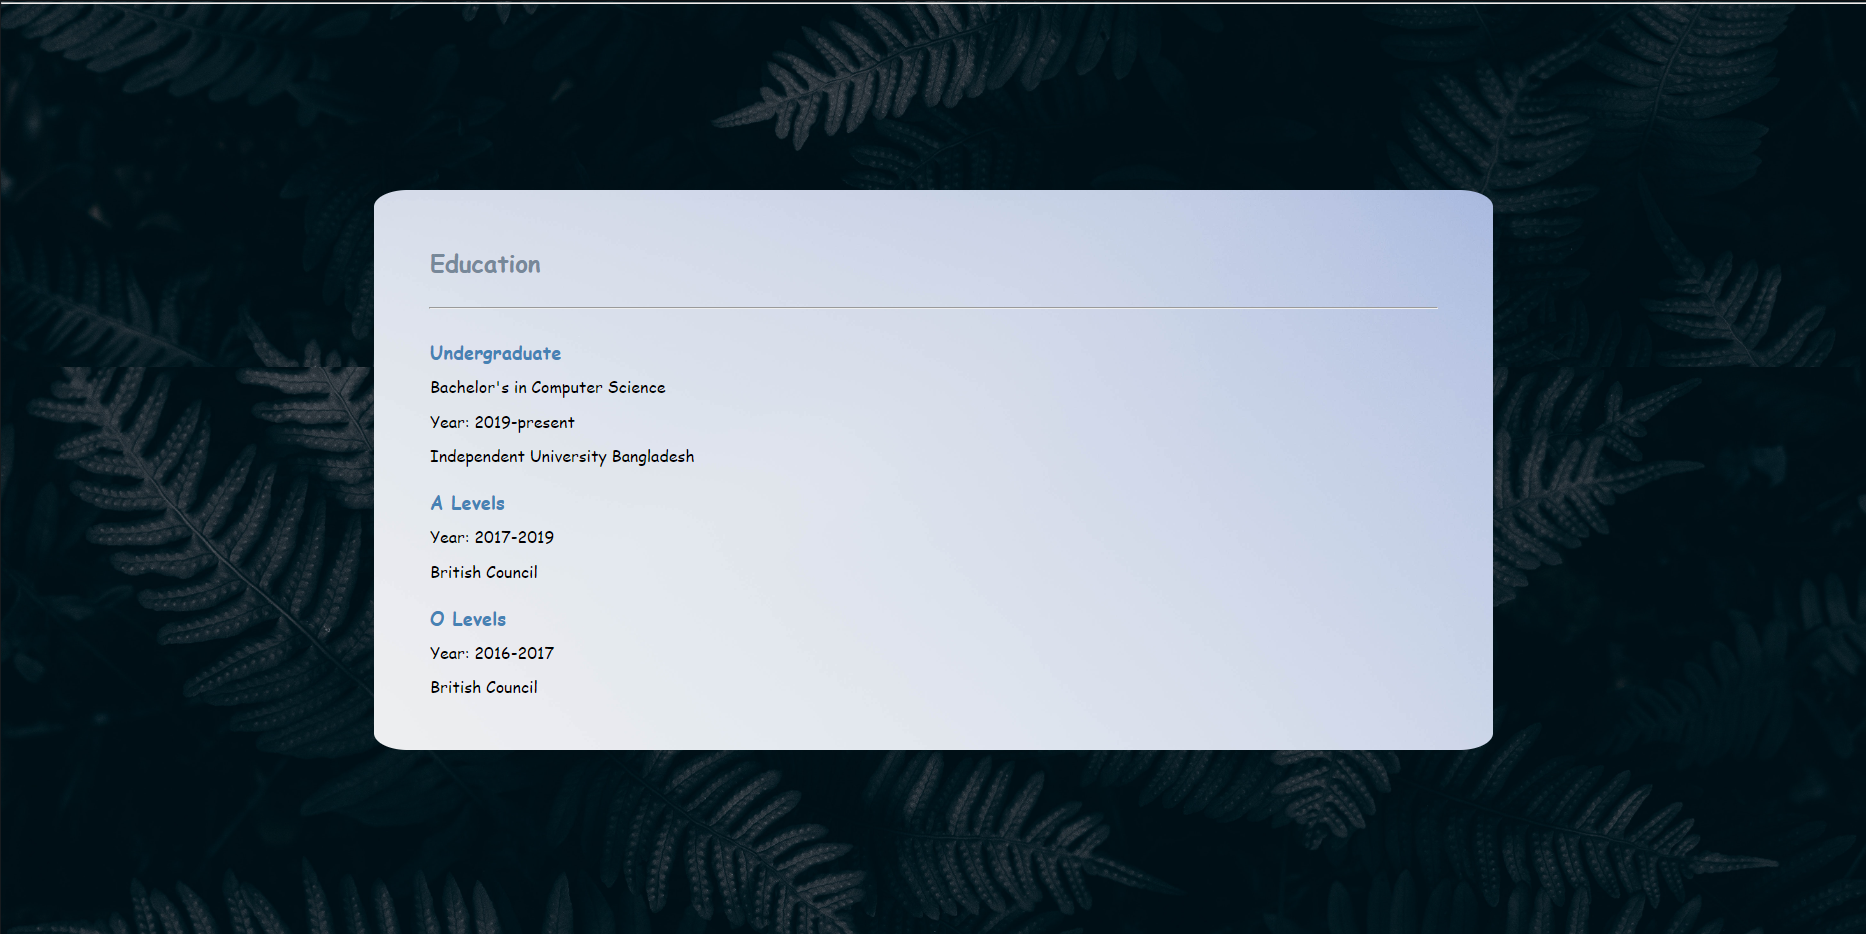 Education
Undergraduate
Bachelor's in Computer Science
Year: 2019-present
Independent University Bangladesh
A Levels
Year: 2017-2019
British Council
O Levels
Year: 2016-2017
British Council